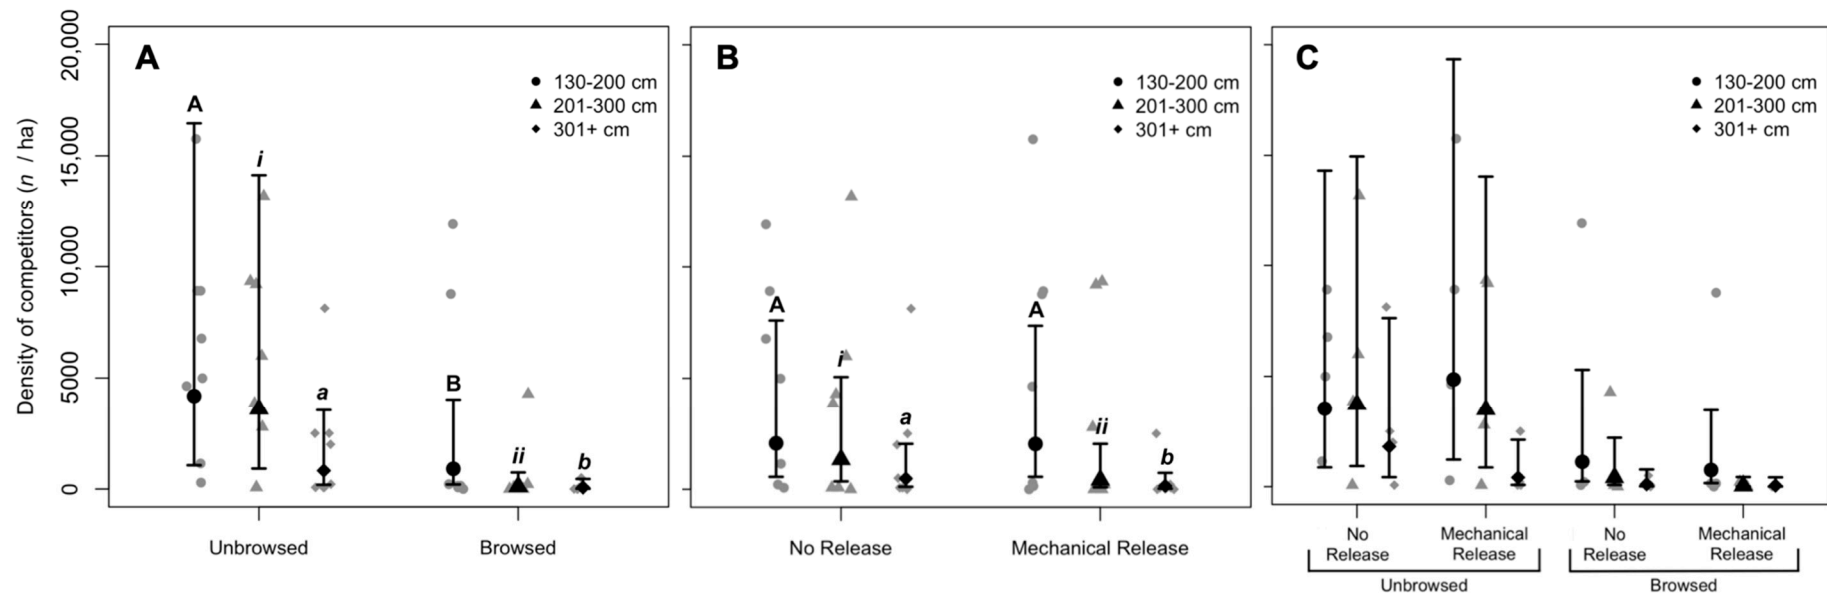 Density of competitors (n / ha)
20,000
15,000
10,000
5000
0
A
130-200 cm
201-300 cm
301+ cm
A
i
a
B
ii
b
Unbrowsed
Browsed
B
130-200 cm
201-300 cm
301+ cm
A
i
a
A
ii
b
No Release
Mechanical Release
C
130-200 cm
201-300 cm
301+ cm
No
Release
Mechanical
Release
No
Release
Mechanical
Release
Unbrowsed
Browsed